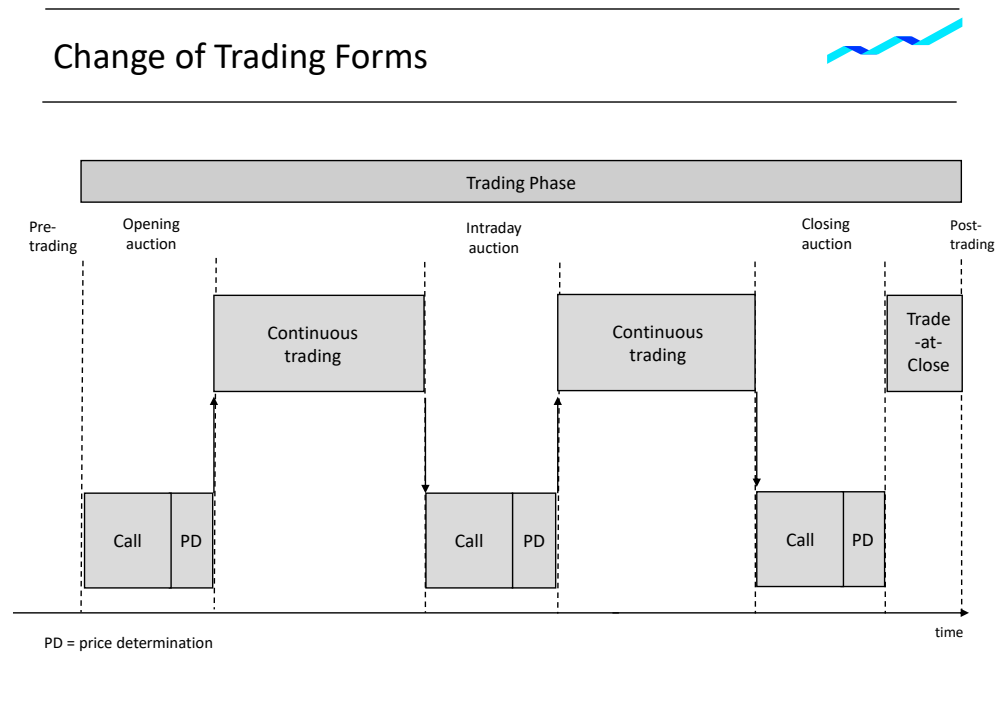 Change of Trading Forms
Trading Phase
Pre-
trading
Opening
auction
Intraday
auction
Closing
auction
Post-
trading
Continuous
trading
Continuous
trading
Trade
-at-
Close
Call
PD
Call
PD
Call
PD
time
PD = price determination